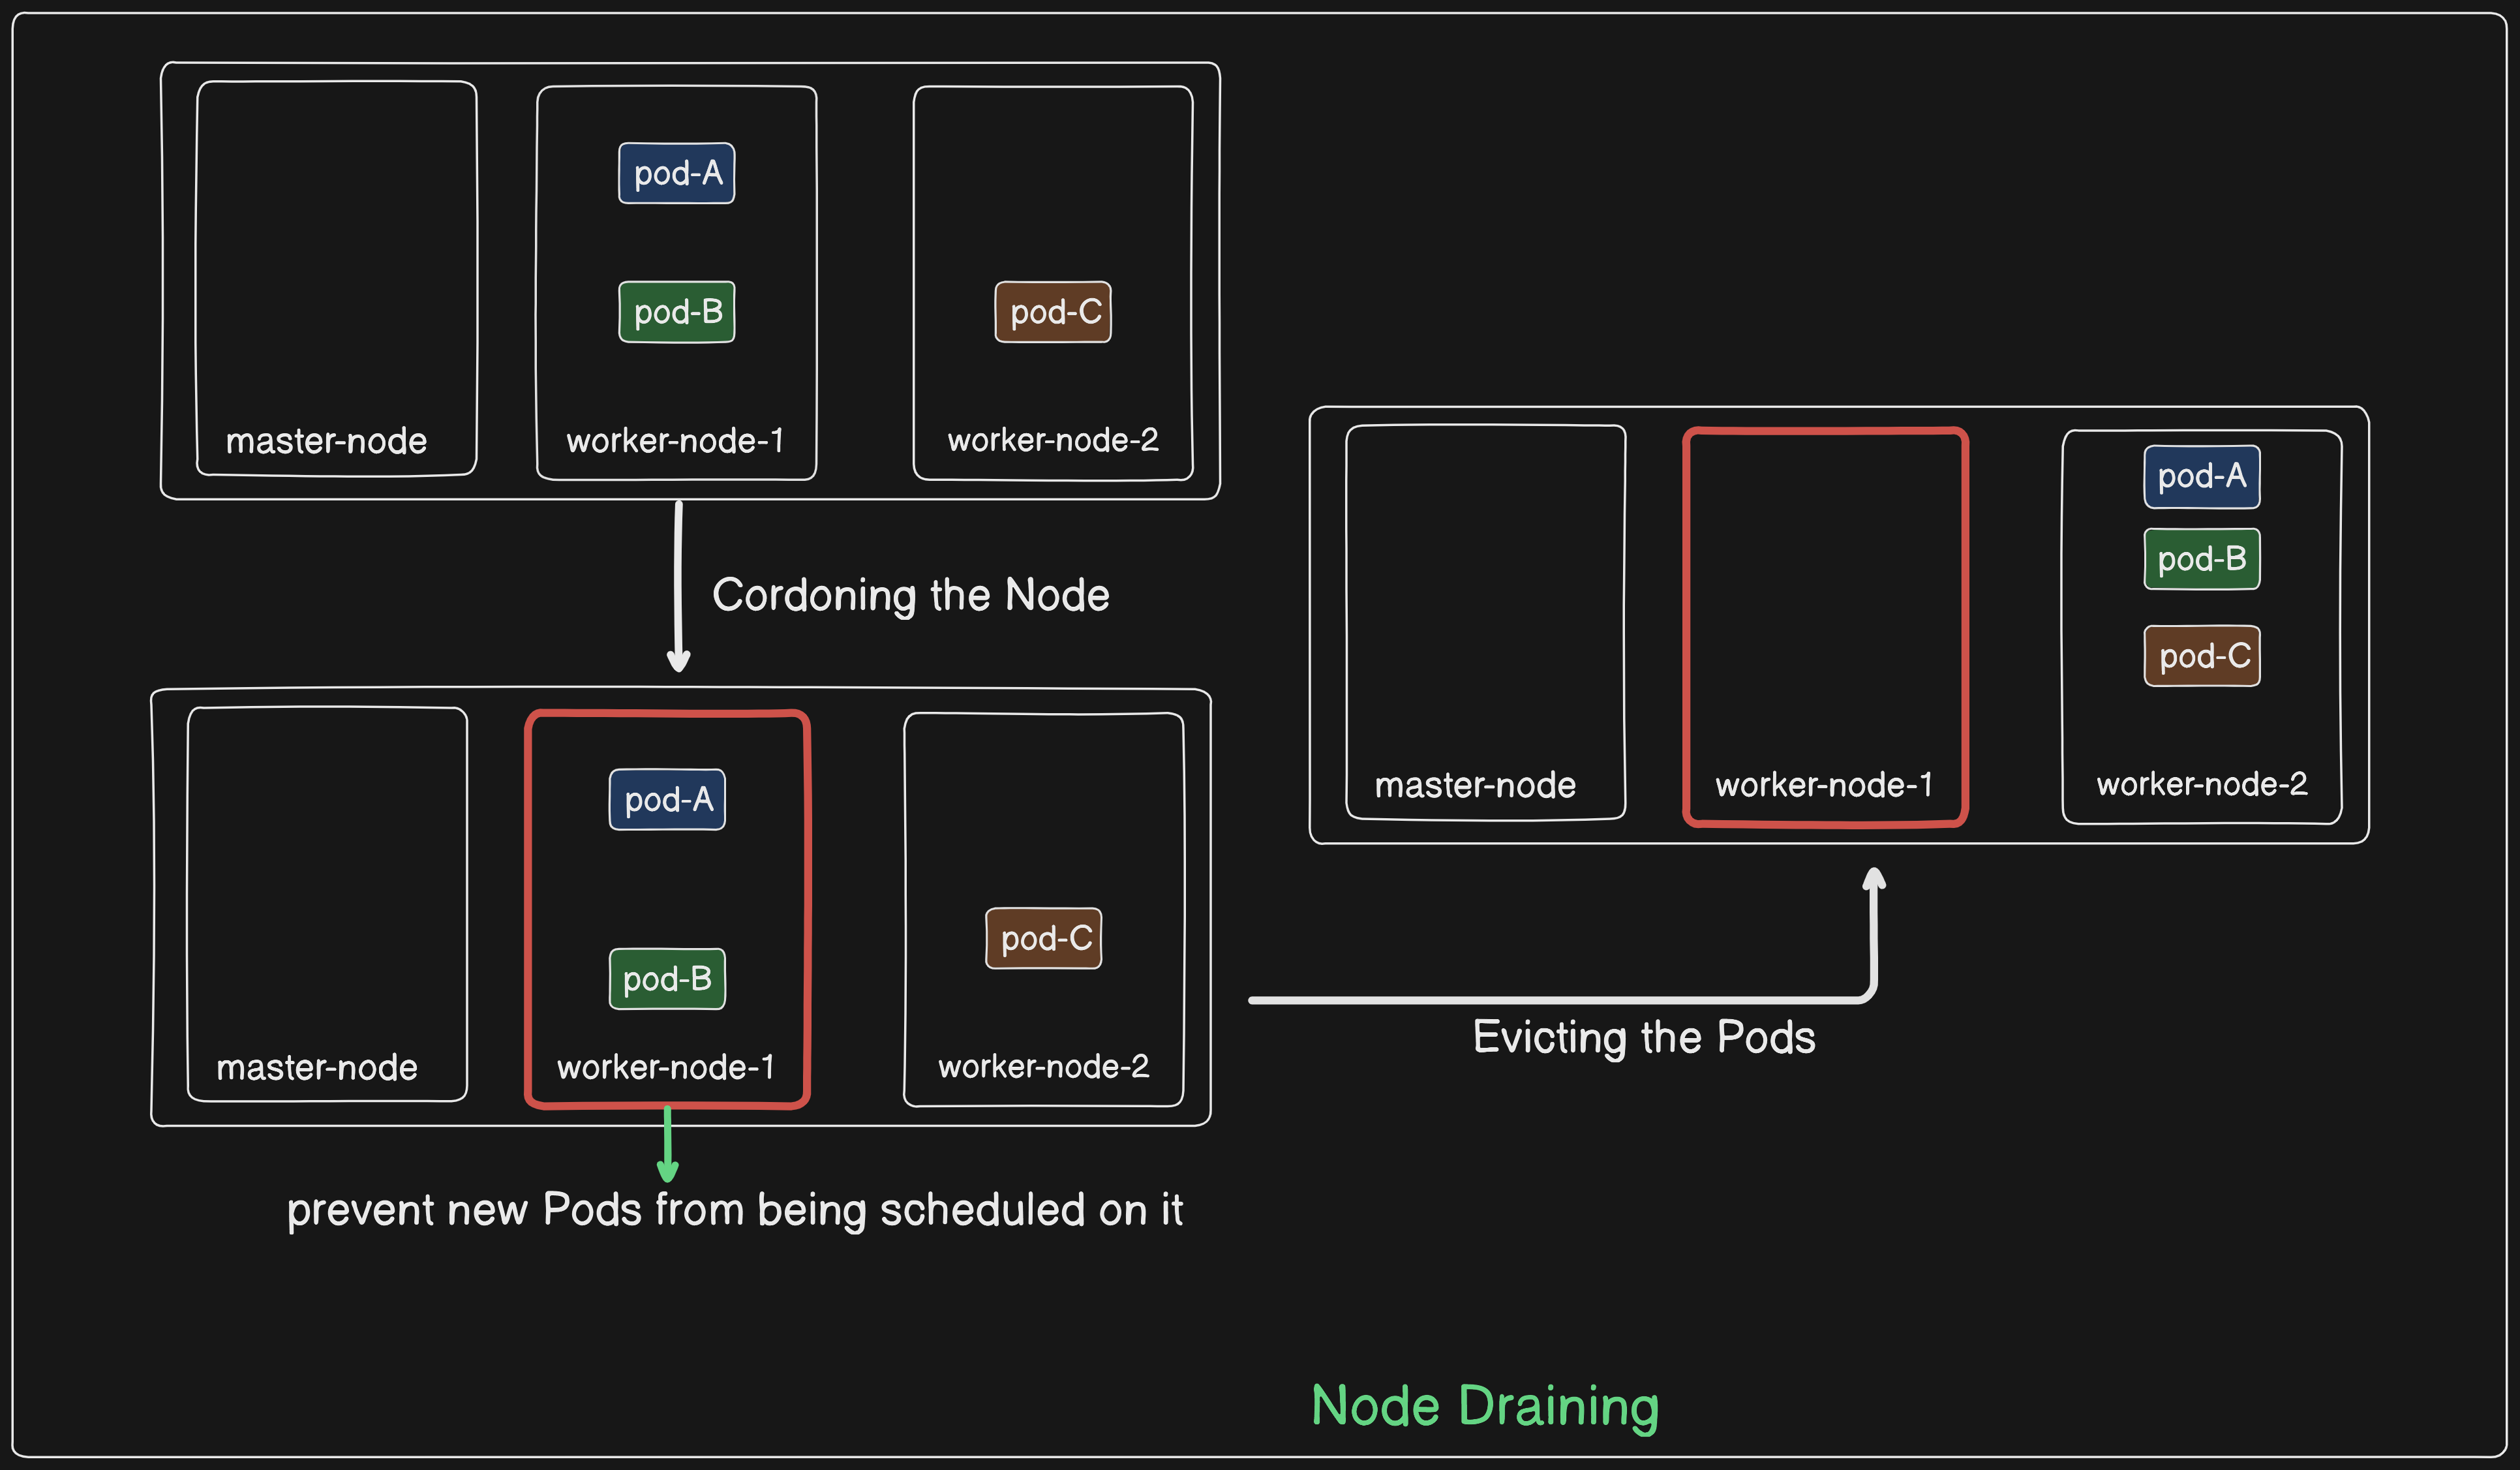 pod-A
pod-B
pod-C
master-node
worker-node-1
worker-node-2
Cordoning the Node
pod-A
pod-B
pod-C
master-node
worker-node-1
worker-node-2
prevent new Pods from being scheduled on it
Evicting the Pods
pod-A
pod-B
pod-C
master-node
worker-node-1
worker-node-2
Node Draining